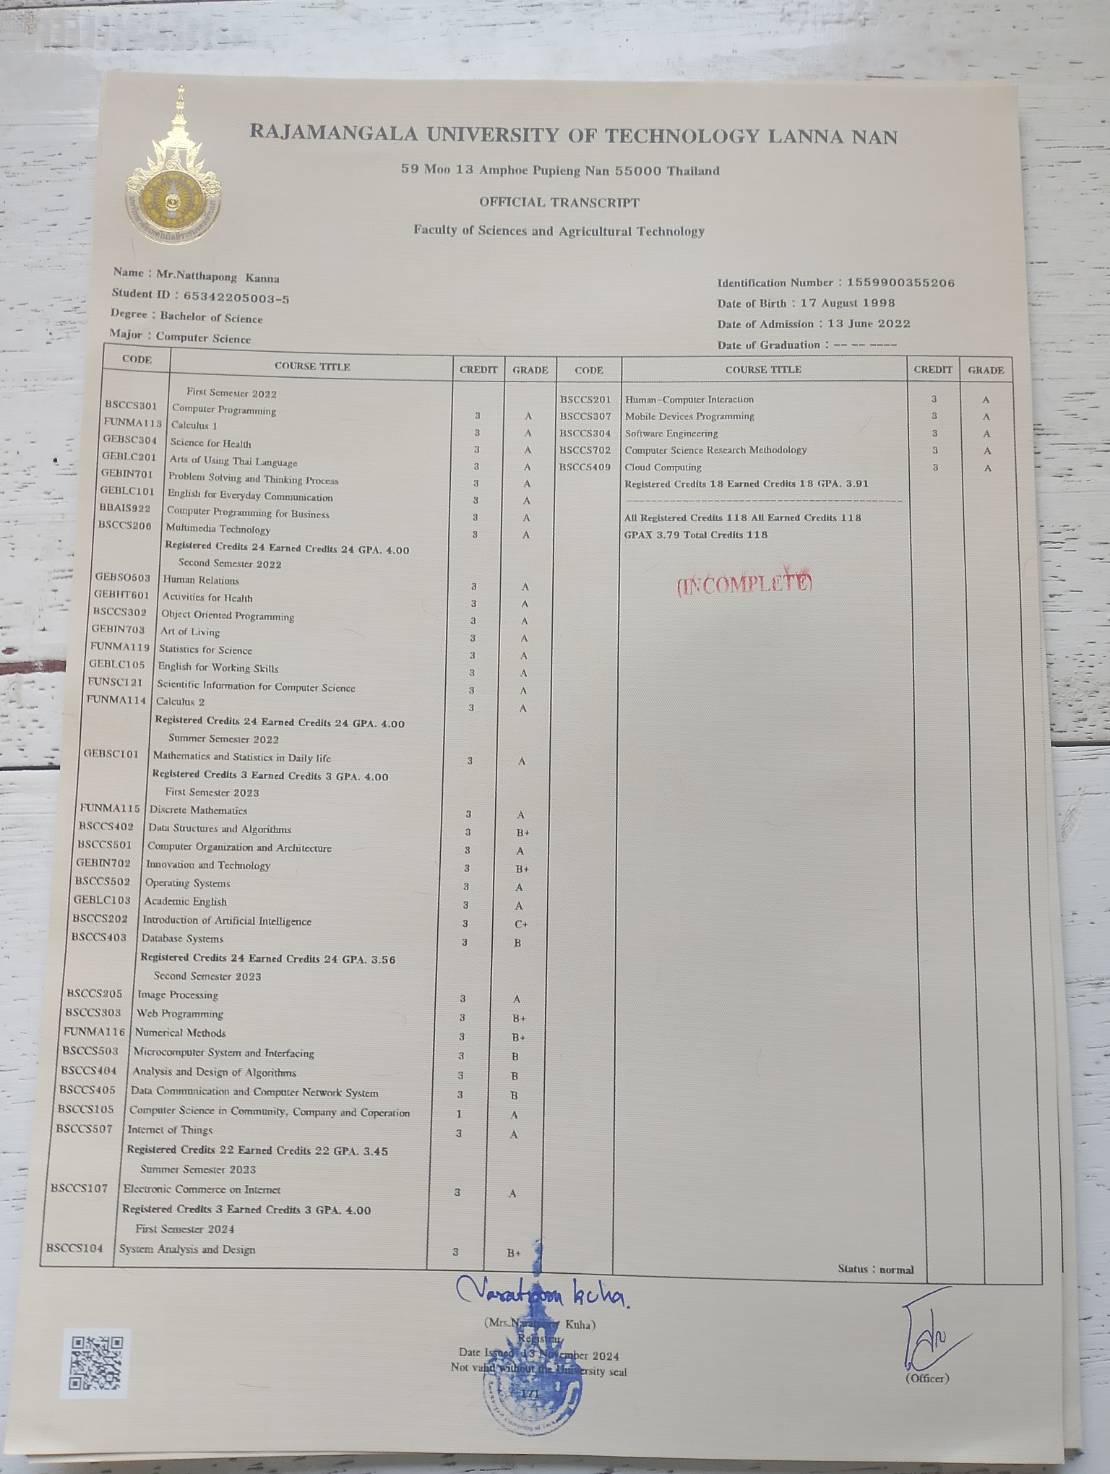 RAJAMANGALA UNIVERSITY OF TECHNOLOGY LANNA NAN
59 Moo 13 Amphoe Pupieng Nan 55000 Thailand
OFFICIAL TRANSCRIPT
Faculty of Sciences and Agricultural Technology
Name : Mr.Natthapong Kanna
Student ID : 65342205003-5
Degree : Bachelor of Science
Major : Computer Science
Identification Number : 1559900355206
Date of Birth : 17 August 1998
Date of Admission : 13 June 2022
Date of Graduation : -- -- ----
CODE COURSE TITLE CREDIT GRADE
First Semester 2022
BSCCS301 Computer Programming 3 A
FUNMA113 Calculus 1 3 A
GEBSC304 Science for Health 3 A
GEBLC201 Arts of Using Thai Language 3 A
GEBIN701 Problem Solving and Thinking Process 3 A
GEBLC101 English for Everyday Communication 3 A
BBAIS922 Computer Programming for Business 3 A
BSCCS206 Multimedia Technology 3 A
Registered Credits 24 Earned Credits 24 GPA. 4.00
Second Semester 2022
GEBSO503 Human Relations 3 A
GEBHT601 Activities for Health 3 A
BSCCS302 Object Oriented Programming 3 A
GEBIN703 Art of Living 3 A
FUNMA119 Statistics for Science 3 A
GEBLC105 English for Working Skills 3 A
FUNSC121 Scientific Information for Computer Science 3 A
FUNMA114 Calculus 2 3 A
Registered Credits 24 Earned Credits 24 GPA. 4.00
Summer Semester 2022
GEBSC101 Mathematics and Statistics in Daily life 3 A
Registered Credits 3 Earned Credits 3 GPA. 4.00
First Semester 2023
FUNMA115 Discrete Mathematics 3 A
BSCCS402 Data Structures and Algorithms 3 B+
BSCCS501 Computer Organization and Architecture 3 A
GEBIN702 Innovation and Technology 3 B+
BSCCS502 Operating Systems 3 A
GEBLC103 Academic English 3 A
BSCCS202 Introduction of Artificial Intelligence 3 C+
BSCCS403 Database Systems 3 B
Registered Credits 24 Earned Credits 24 GPA. 3.56
Second Semester 2023
BSCCS205 Image Processing 3 A
BSCCS303 Web Programming 3 B+
FUNMA116 Numerical Methods 3 B+
BSCCS503 Microcomputer System and Interfacing 3 B
BSCCS404 Analysis and Design of Algorithms 3 B
BSCCS405 Data Communication and Computer Network System 3 B
BSCCS105 Computer Science in Community, Company and Coperation 1 A
BSCCS507 Internet of Things 3 A
Registered Credits 22 Earned Credits 22 GPA. 3.45
Summer Semester 2023
BSCCS107 Electronic Commerce on Internet 3 A
Registered Credits 3 Earned Credits 3 GPA. 4.00
First Semester 2024
BSCCS104 System Analysis and Design 3 B+
CODE COURSE TITLE CREDIT GRADE
BSCCS201 Human-Computer Interaction 3 A
BSCCS307 Mobile Devices Programming 3 A
BSCCS304 Software Engineering 3 A
BSCCS702 Computer Science Research Methodology 3 A
BSCCS409 Cloud Computing 3 A
Registered Credits 18 Earned Credits 18 GPA. 3.91
All Registered Credits 118 All Earned Credits 118
GPAX 3.79 Total Credits 118
(INCOMPLETE)
Status : normal
(Mrs. Kuha)
Registrar
Date Issued 13 November 2024
Not valid without the University seal
171
(Officer)